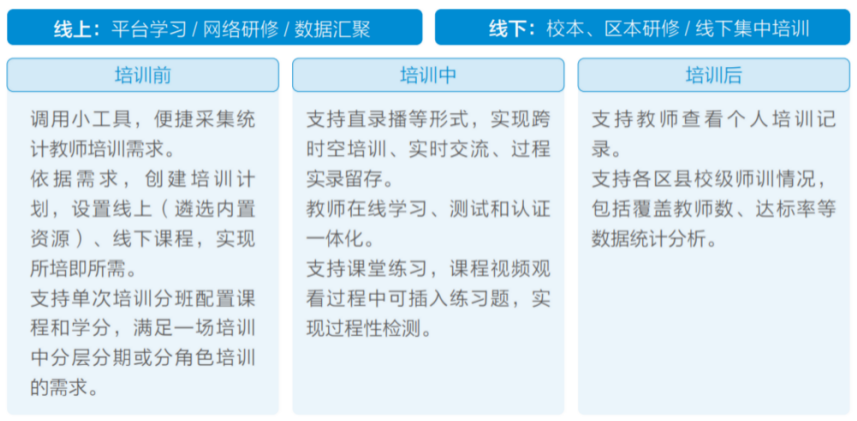 线上：平台学习 / 网络研修 / 数据汇聚
线下：校本、区本研修 / 线下集中培训
培训前
调用小工具，便捷采集统
计教师培训需求。
依据需求，创建培训计
划，设置线上（遴选内置
资源）、线下课程，实现
所培即所需。
支持单次培训分班配置课
程和学分，满足一场培训
中分层分期或分角色培训
的需求。
培训中
支持直录播等形式，实现跨
时空培训、实时交流、过程
实录留存。
教师在线学习、测试和认证
一体化。
支持课堂练习，课程视频观
看过程中可插入练习题，实
现过程性检测。
培训后
支持教师查看个人培训记
录。
支持各区县校级师训情况，
包括覆盖教师数、达标率等
数据统计分析。